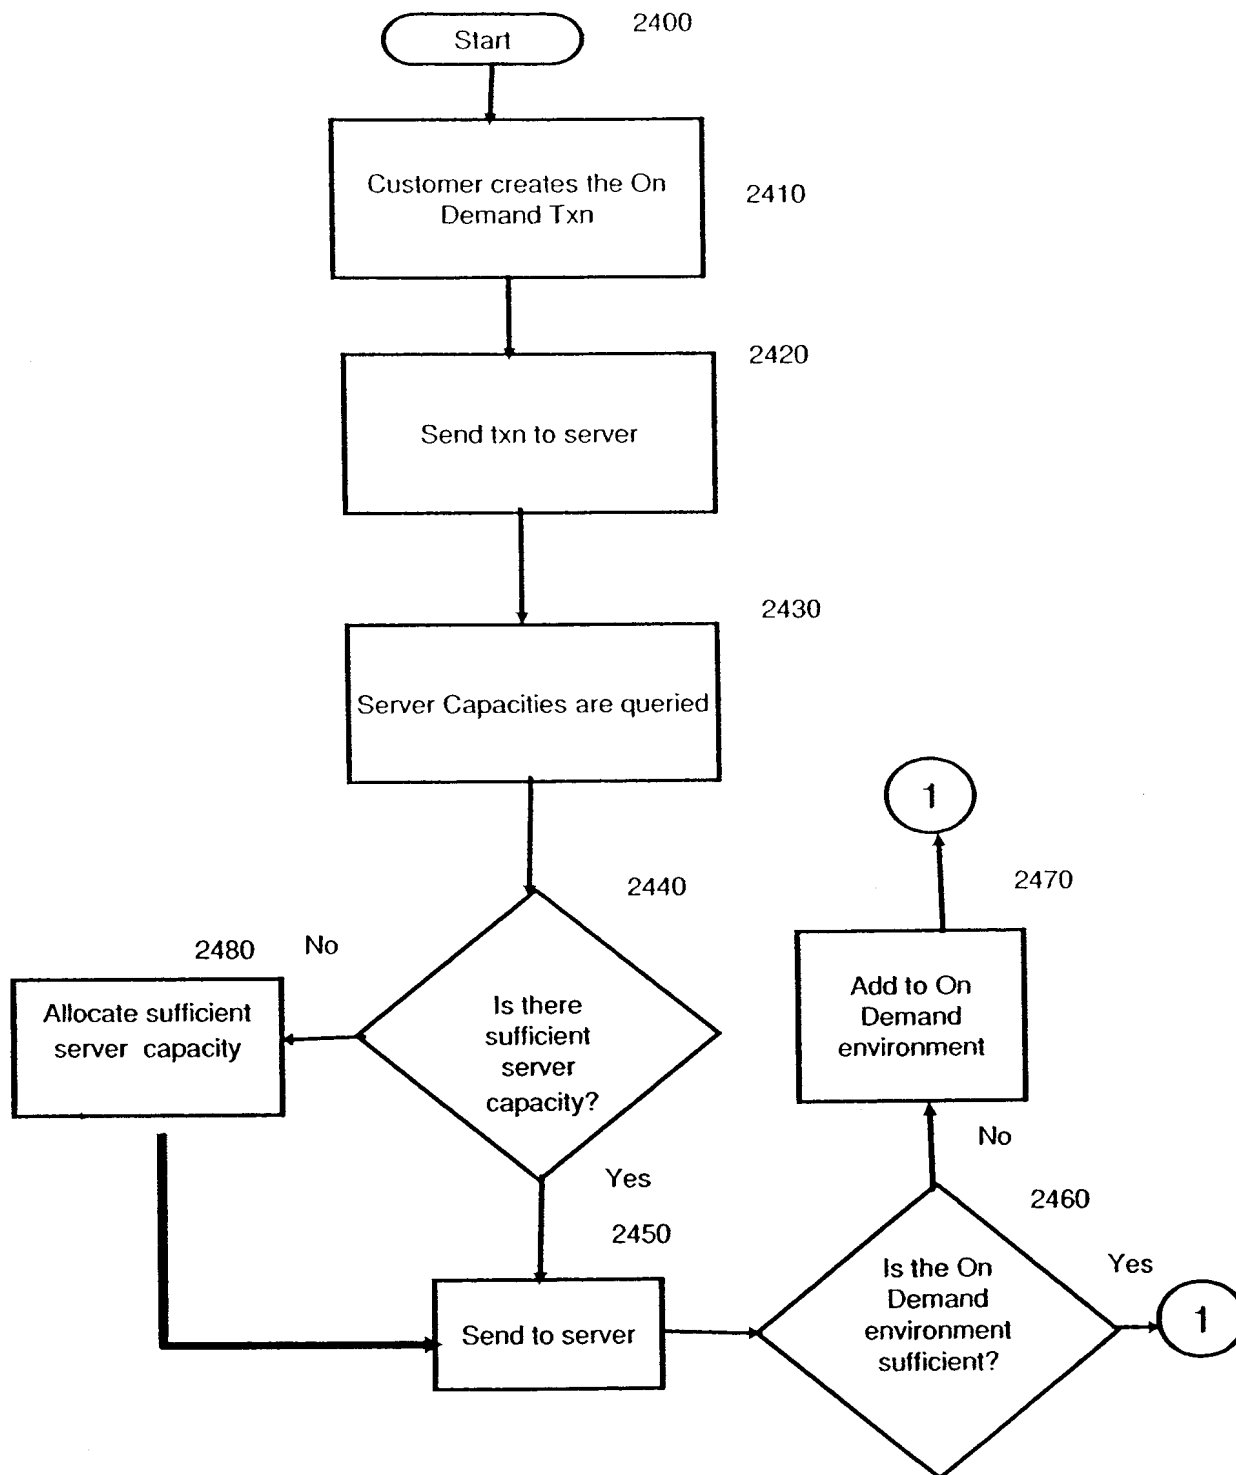 2400
Start
Customer creates the On
Demand Txn
2410
2420
Send txn to server
2430
Server Capacities are queried
1
2440
2470
2480
No
Allocate sufficient
server capacity
Is there
sufficient
server
capacity?
Add to On
Demand
environment
No
Yes
2460
2450
Send to server
Is the On
Demand
environment
sufficient?
Yes
1